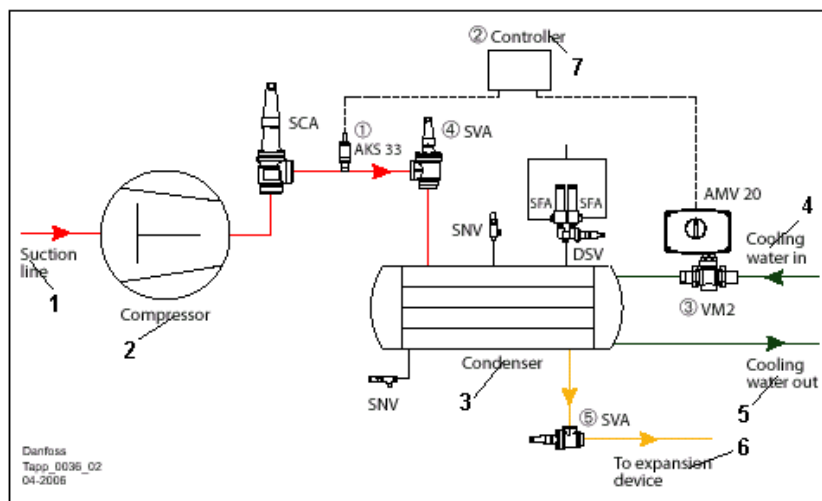 ② Controller
7
SCA
①
AKS 33
④ SVA
SFA SFA
AMV 20
4
SNV
DSV
Cooling
water in
Suction
line
1
③ VM2
Compressor
2
Condenser
3
Cooling
water out
5
SNV
⑤ SVA
6
To expansion
device
Danfoss
Tapp_0036_02
04-2006